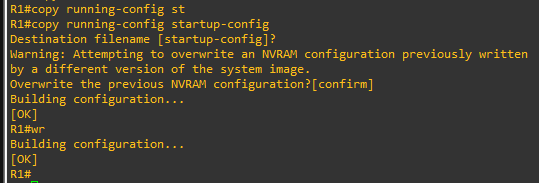 R1#copy running-config st
R1#copy running-config startup-config
Destination filename [startup-config]?
Warning: Attempting to overwrite an NVRAM configuration previously written
by a different version of the system image.
Overwrite the previous NVRAM configuration?[confirm]
Building configuration...
[OK]
R1#wr
Building configuration...
[OK]
R1#